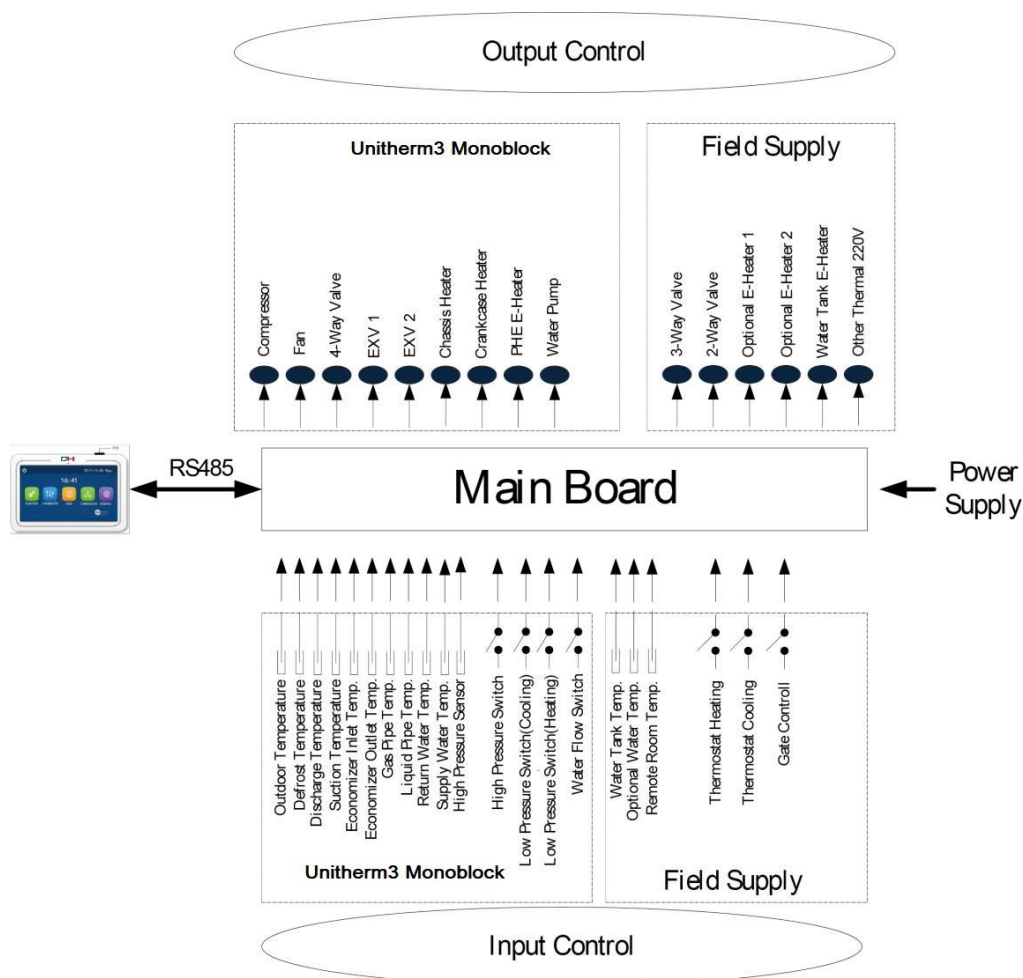 Output Control
Unitherm3 Monoblock
Field Supply
Compressor
Fan
4-Way Valve
EXV 1
EXV 2
Chassis Heater
Crankcase Heater
PHE E-Heater
Water Pump
3-Way Valve
2-Way Valve
Optional E-Heater 1
Optional E-Heater 2
Water Tank E-Heater
Other Thermal 220V
16:41
RS485
Main Board
Power
Supply
Outdoor Temperature
Defrost Temperature
Discharge Temperature
Suction Temperature
Economizer Inlet Temp.
Economizer Outlet Temp.
Gas Pipe Temp.
Liquid Pipe Temp.
Return Water Temp.
Supply Water Temp.
High Pressure Sensor
High Pressure Switch
Low Pressure Switch(Cooling)
Low Pressure Switch(Heating)
Water Flow Switch
Water Tank Temp.
Optional Water Temp.
Remote Room Temp.
Thermostat Heating
Thermostat Cooling
Gate Controll
Unitherm3 Monoblock
Field Supply
Input Control